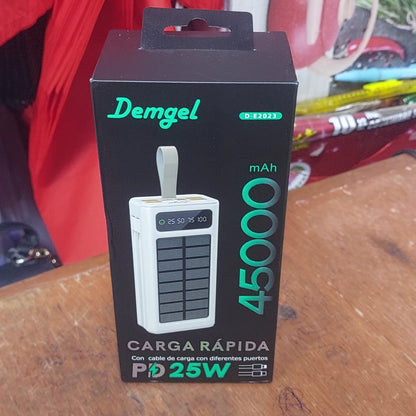 Demgel
D-E2023
mAh
45000
25 50 75 100
CARGA RÁPIDA
Con cable de carga con diferentes puertos
PD 25W